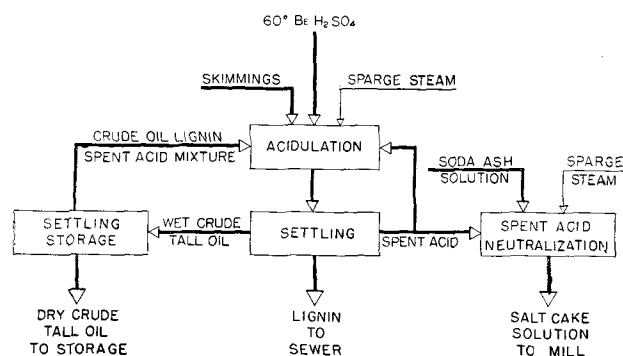 60° BE H₂SO₄
SKIMMINGS
SPARGE STEAM
CRUDE OIL LIGNIN
SPENT ACID MIXTURE
ACIDULATION
SODA ASH
SOLUTION
SPARGE
STEAM
SETTLING
STORAGE
WET CRUDE
TALL OIL
SETTLING
SPENT ACID
SPENT ACID
NEUTRALIZATION
DRY CRUDE
TALL OIL
TO STORAGE
LIGNIN
TO
SEWER
SALT CAKE
SOLUTION
TO MILL